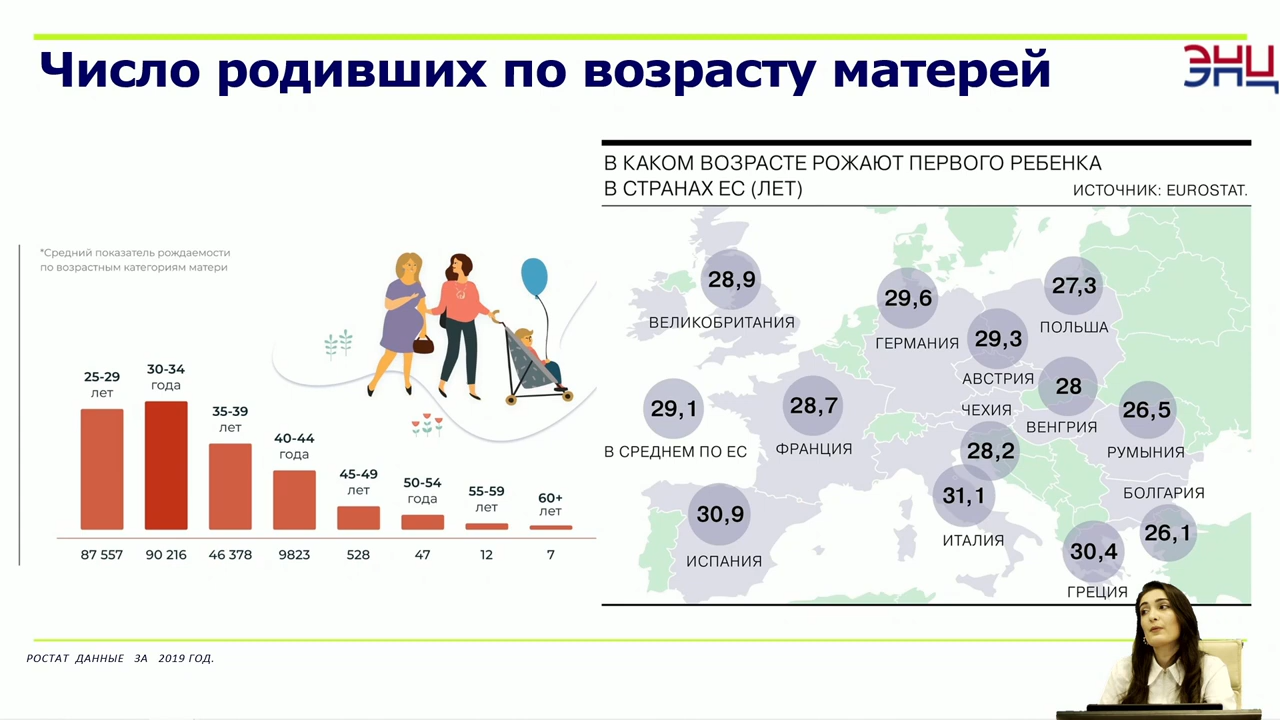 Число родивших по возрасту матерей
ЭНЦ
*Средний показатель рождаемости
по возрастным категориям матери
25-29
лет
30-34
года
35-39
лет
40-44
года
45-49
лет
50-54
года
55-59
лет
60+
лет
87 557
90 216
46 378
9823
528
47
12
7
В КАКОМ ВОЗРАСТЕ РОЖАЮТ ПЕРВОГО РЕБЕНКА
В СТРАНАХ ЕС (ЛЕТ)
ИСТОЧНИК: EUROSTAT.
28,9
ВЕЛИКОБРИТАНИЯ
29,6
ГЕРМАНИЯ
27,3
ПОЛЬША
29,3
АВСТРИЯ
ЧЕХИЯ
28
ВЕНГРИЯ
29,1
В СРЕДНЕМ ПО ЕС
28,7
ФРАНЦИЯ
26,5
РУМЫНИЯ
28,2
31,1
ИТАЛИЯ
БОЛГАРИЯ
26,1
30,9
ИСПАНИЯ
30,4
ГРЕЦИЯ
РОСТАТ ДАННЫЕ ЗА 2019 ГОД.